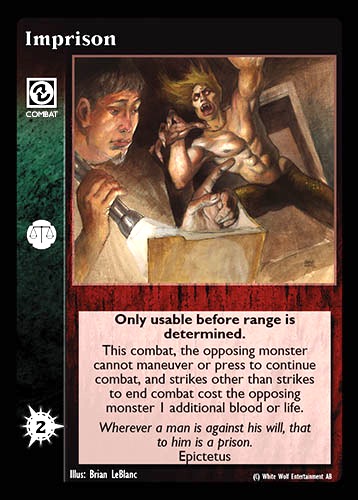 Imprison
COMBAT
Only usable before range is
determined.
This combat, the opposing monster
cannot maneuver or press to continue
combat, and strikes other than strikes
to end combat cost the opposing
monster 1 additional blood or life.
Wherever a man is against his will, that
to him is a prison.
Epictetus
2
Illus: Brian LeBlanc
(C) White Wolf Entertainment AB